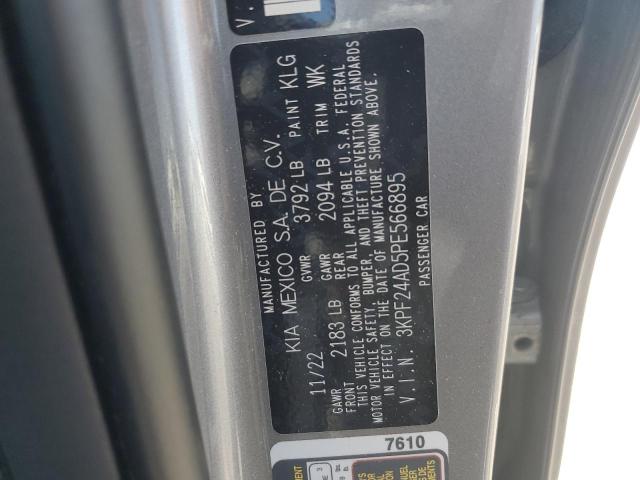 V.
MANUFACTURED BY
KIA MEXICO S.A. DE C.V.
11/22 GVWR 3792 LB PAINT KLG
GAWR FRONT 2183 LB GAWR REAR 2094 LB TRIM WK
THIS VEHICLE CONFORMS TO ALL APPLICABLE U.S.A. FEDERAL
MOTOR VEHICLE SAFETY, BUMPER, AND THEFT PREVENTION STANDARDS
IN EFFECT ON THE DATE OF MANUFACTURE SHOWN ABOVE.
V.I.N. 3KPF24AD5PE566895
PASSENGER CAR
7610